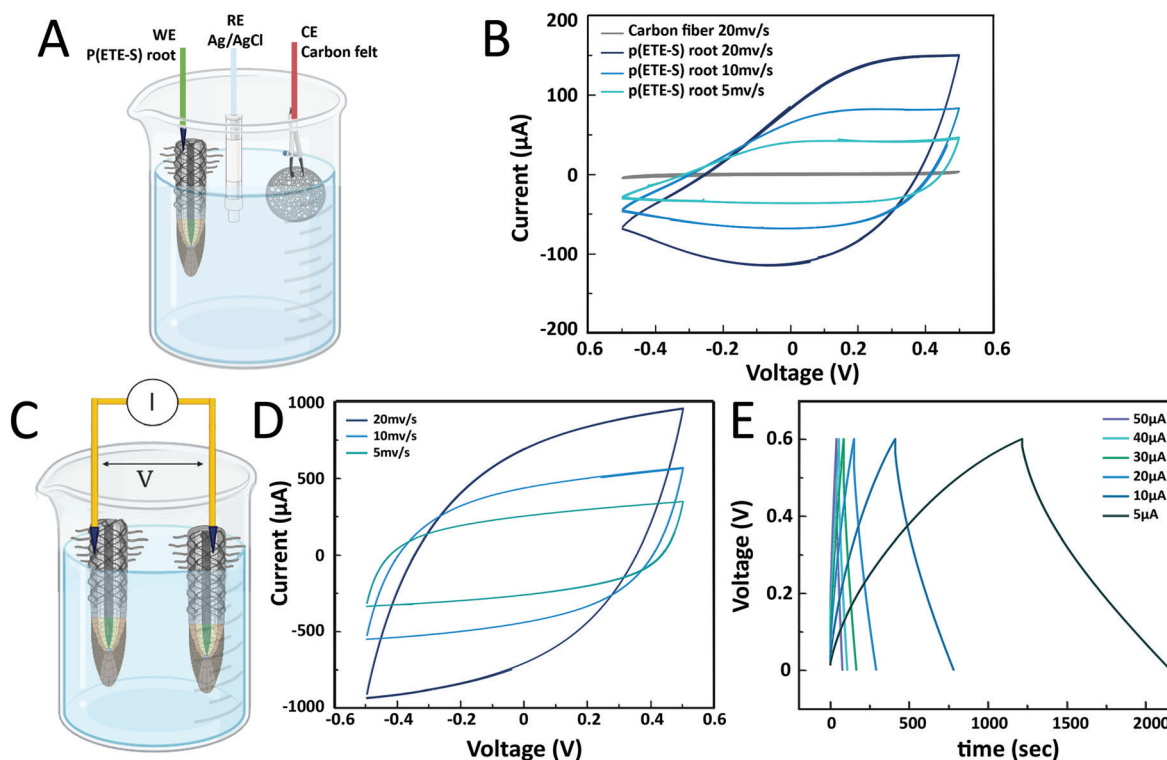 A
WE
P(ETE-S) root
RE
Ag/AgCl
CE
Carbon felt
B
Carbon fiber 20mv/s
p(ETE-S) root 20mv/s
p(ETE-S) root 10mv/s
p(ETE-S) root 5mv/s
Current (µA)
200
100
0
-100
-200
0.6 -0.4 -0.2 0 0.2 0.4 0.6
Voltage (V)
C
I
V
D
20mv/s
10mv/s
5mv/s
Current (µA)
1000
500
0
-500
-1000
-0.6 -0.4 -0.2 0 0.2 0.4 0.6
Voltage (V)
E
50µA
40µA
30µA
20µA
10µA
5µA
Voltage (V)
0.6
0.4
0.2
0
0 500 1000 1500 2000
time (sec)